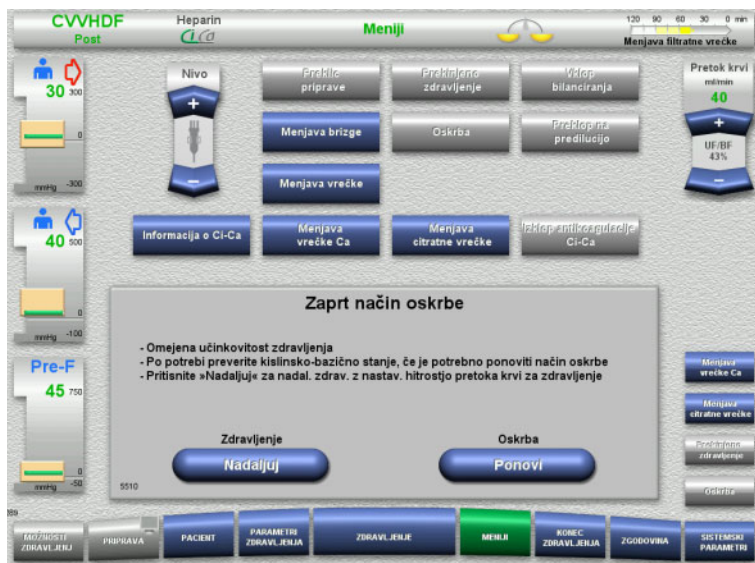 CVVHDF
Post
Heparin
Ci Ca
Meniji
120 90 60 30 0 min
Menjava filtratne vrečke
30 300
0
mmHg -300
40 500
0
mmHg -100
Pre-F
45 750
0
mmHg -50
Nivo
+
−
Preklic
priprave
Prekinjeno
zdravljenje
Vklop
bilanciranja
Menjava brizge
Oskrba
Preklop na
predilucijo
Menjava vrečke
Informacija o Ci-Ca
Menjava
vrečke Ca
Menjava
citratne vrečke
Izklop antikoagulacije
Ci-Ca
Pretok krvi
ml/min
40
+
UF/BF
43%
−
Zaprt način oskrbe
- Omejena učinkovitost zdravljenja
- Po potrebi preverite kislinsko-bazično stanje, če je potrebno ponoviti način oskrbe
- Pritisnite »Nadaljuj« za nadal. zdrav. z nastav. hitrostjo pretoka krvi za zdravljenje
Zdravljenje
Nadaljuj
Oskrba
Ponovi
5510
Menjava
vrečke Ca
Menjava
citratne vrečke
Prekinjeno
zdravljenje
Oskrba
MOŽNOSTI
ZDRAVLJENJ
PRIPRAVA
PACIENT
PARAMETRI
ZDRAVLJENJA
ZDRAVLJENJE
MENIJI
KONEC
ZDRAVLJENJA
ZGODOVINA
SISTEMSKI
PARAMETRI